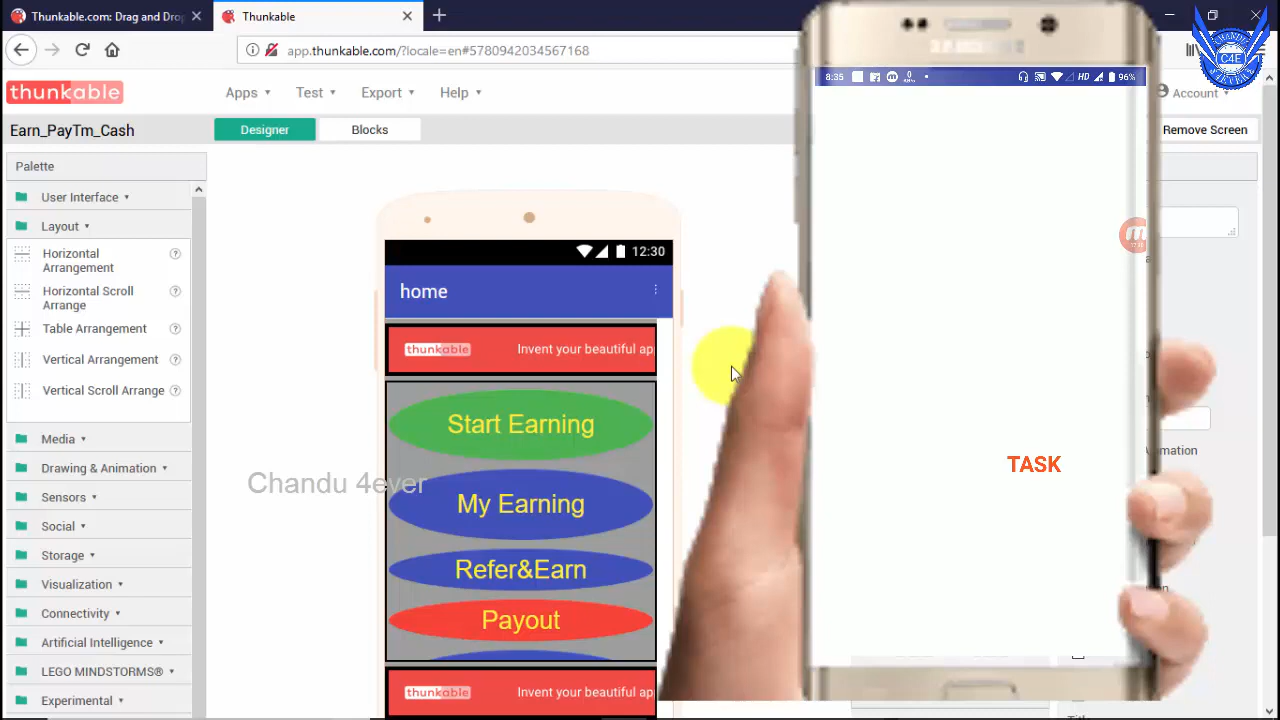 Thunkable.com: Drag and Drop
Thunkable
app.thunkable.com/?locale=en#5780942034567168
thunkable
Apps
Test
Export
Help
Account
Earn_PayTm_Cash
Designer
Blocks
Remove Screen
Palette
User Interface
Layout
Horizontal
Arrangement
Horizontal Scroll
Arrange
Table Arrangement
Vertical Arrangement
Vertical Scroll Arrange
Media
Drawing & Animation
Sensors
Social
Storage
Visualization
Connectivity
Artificial Intelligence
LEGO MINDSTORMS®
Experimental
12:30
home
thunkable
Invent your beautiful ap
Start Earning
My Earning
Refer&Earn
Payout
thunkable
Invent your beautiful ap
Chandu 4ever
8:35
HD
96%
TASK
C4E